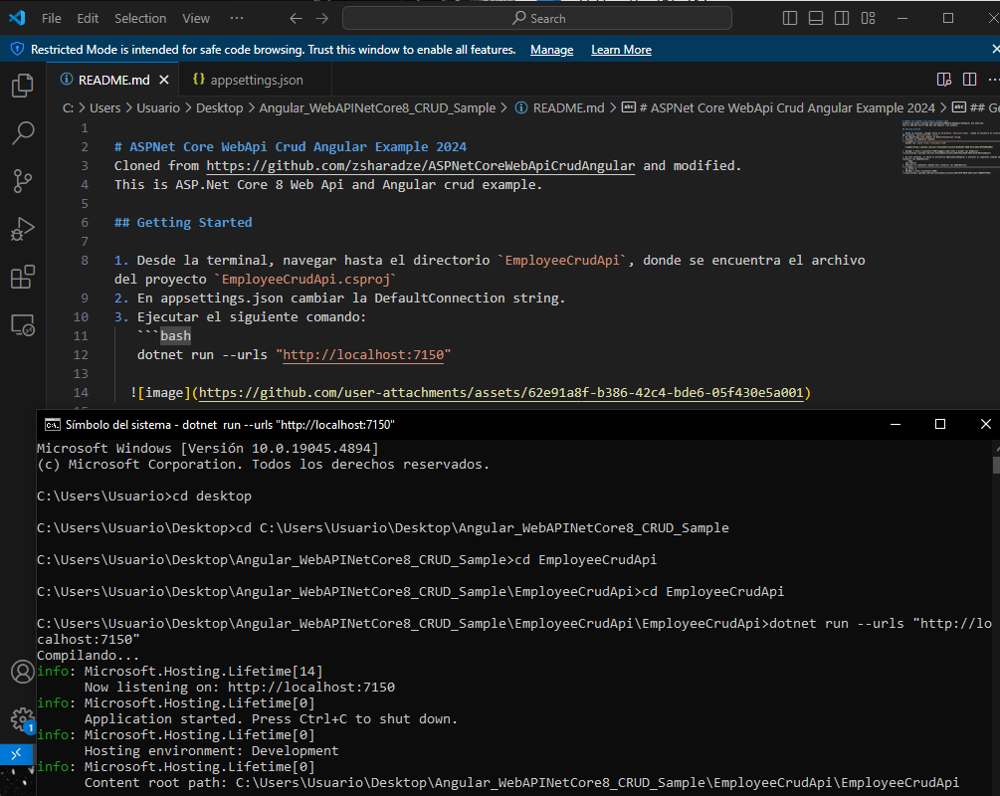 File Edit Selection View ··· Search
Restricted Mode is intended for safe code browsing. Trust this window to enable all features. Manage Learn More
README.md {} appsettings.json
C: > Users > Usuario > Desktop > Angular_WebAPINetCore8_CRUD_Sample > README.md > # ASPNet Core WebApi Crud Angular Example 2024 > ## Ge
1
2 # ASPNet Core WebApi Crud Angular Example 2024
3 Cloned from https://github.com/zsharadze/ASPNetCoreWebApiCrudAngular and modified.
4 This is ASP.Net Core 8 Web Api and Angular crud example.
5
6 ## Getting Started
7
8 1. Desde la terminal, navegar hasta el directorio `EmployeeCrudApi`, donde se encuentra el archivo
del proyecto `EmployeeCrudApi.csproj`
9 2. En appsettings.json cambiar la DefaultConnection string.
10 3. Ejecutar el siguiente comando:
11 ```bash
12 dotnet run --urls "http://localhost:7150"
13
14 ![image](https://github.com/user-attachments/assets/62e91a8f-b386-42c4-bde6-05f430e5a001)
Símbolo del sistema - dotnet run --urls "http://localhost:7150"
Microsoft Windows [Versión 10.0.19045.4894]
(c) Microsoft Corporation. Todos los derechos reservados.
C:\Users\Usuario>cd desktop
C:\Users\Usuario\Desktop>cd C:\Users\Usuario\Desktop\Angular_WebAPINetCore8_CRUD_Sample
C:\Users\Usuario\Desktop\Angular_WebAPINetCore8_CRUD_Sample>cd EmployeeCrudApi
C:\Users\Usuario\Desktop\Angular_WebAPINetCore8_CRUD_Sample\EmployeeCrudApi>cd EmployeeCrudApi
C:\Users\Usuario\Desktop\Angular_WebAPINetCore8_CRUD_Sample\EmployeeCrudApi\EmployeeCrudApi>dotnet run --urls "http://lo
calhost:7150"
Compilando...
info: Microsoft.Hosting.Lifetime[14]
Now listening on: http://localhost:7150
info: Microsoft.Hosting.Lifetime[0]
Application started. Press Ctrl+C to shut down.
info: Microsoft.Hosting.Lifetime[0]
Hosting environment: Development
info: Microsoft.Hosting.Lifetime[0]
Content root path: C:\Users\Usuario\Desktop\Angular_WebAPINetCore8_CRUD_Sample\EmployeeCrudApi\EmployeeCrudApi
1